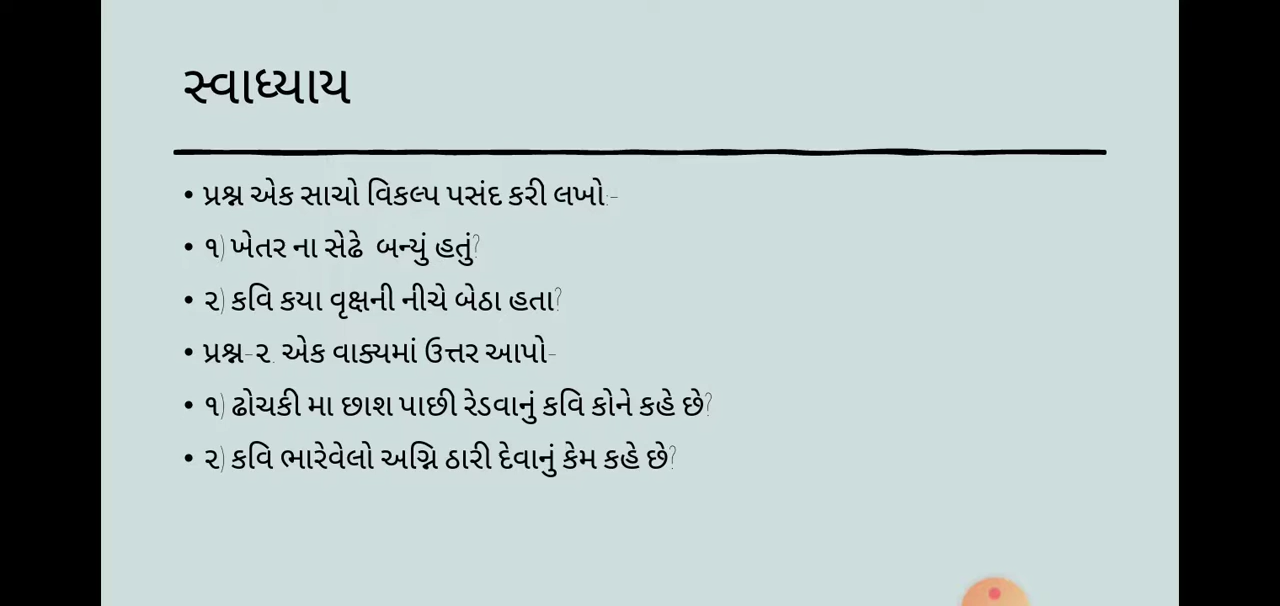 સ્વાધ્યાય
• પ્રશ્ન એક સાચો વિકલ્પ પસંદ કરી લખો:-
• ૧) ખેતર ના સેઢે  બન્યું હતું?
• ૨) કવિ કયા વૃક્ષની નીચે બેઠા હતા?
• પ્રશ્ન-૨. એક વાક્યમાં ઉત્તર આપો-
• ૧) ઢોચકી મા છાશ પાછી રેડવાનું કવિ કોને કહે છે?
• ૨) કવિ ભારેવેલો અગ્નિ ઠારી દેવાનું કેમ કહે છે?